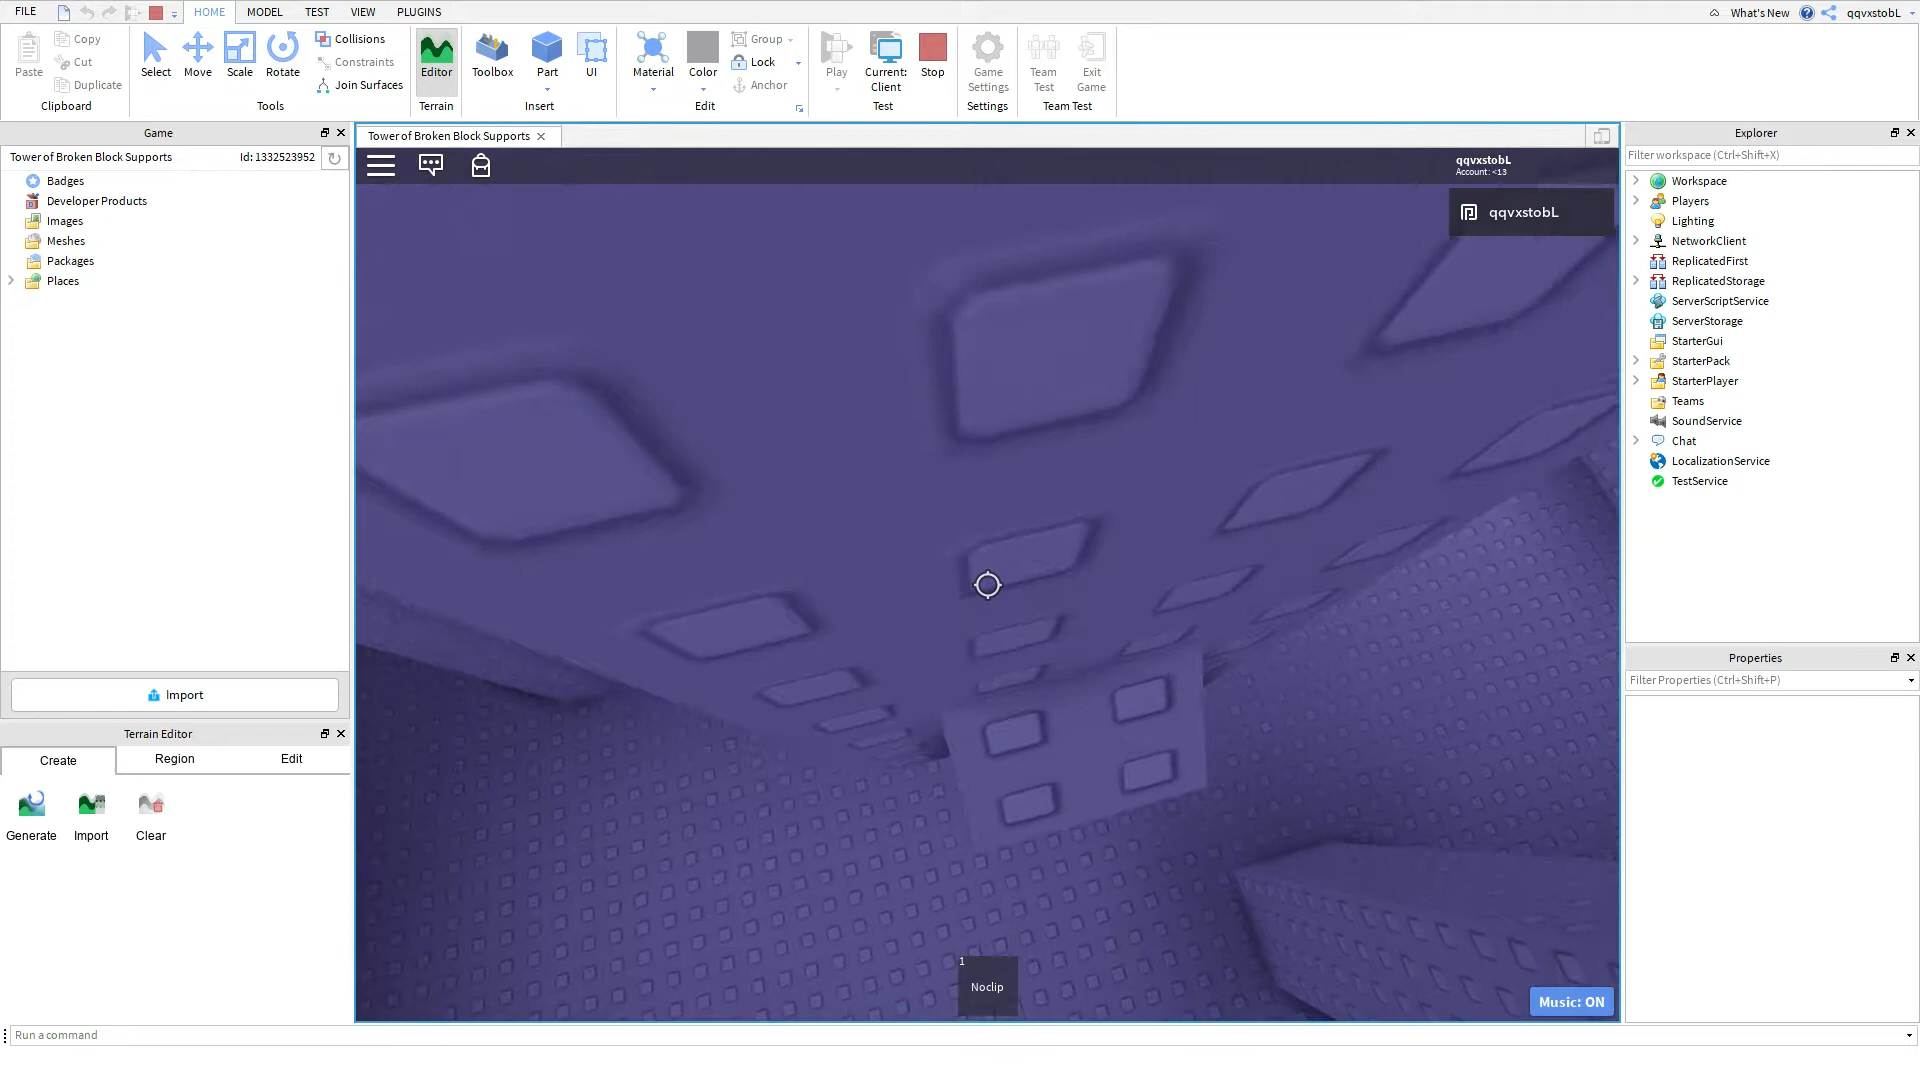 FILE HOME MODEL TEST VIEW PLUGINS What's New qqvxstobL
Paste Copy Cut Duplicate Clipboard
Select Move Scale Rotate Collisions Constraints Join Surfaces Tools
Editor Terrain
Toolbox Part UI Insert
Material Color Group Lock Anchor Edit
Play Current: Client Stop Test
Game Settings Settings
Team Test Exit Game Team Test
Game
Tower of Broken Block Supports Id: 1332523952
Badges
Developer Products
Images
Meshes
Packages
Places
Import
Terrain Editor
Create Region Edit
Generate Import Clear
Tower of Broken Block Supports
qqvxstobL
Account: <13
qqvxstobL
1
Noclip
Music: ON
Explorer
Filter workspace (Ctrl+Shift+X)
Workspace
Players
Lighting
NetworkClient
ReplicatedFirst
ReplicatedStorage
ServerScriptService
ServerStorage
StarterGui
StarterPack
StarterPlayer
Teams
SoundService
Chat
LocalizationService
TestService
Properties
Filter Properties (Ctrl+Shift+P)
Run a command